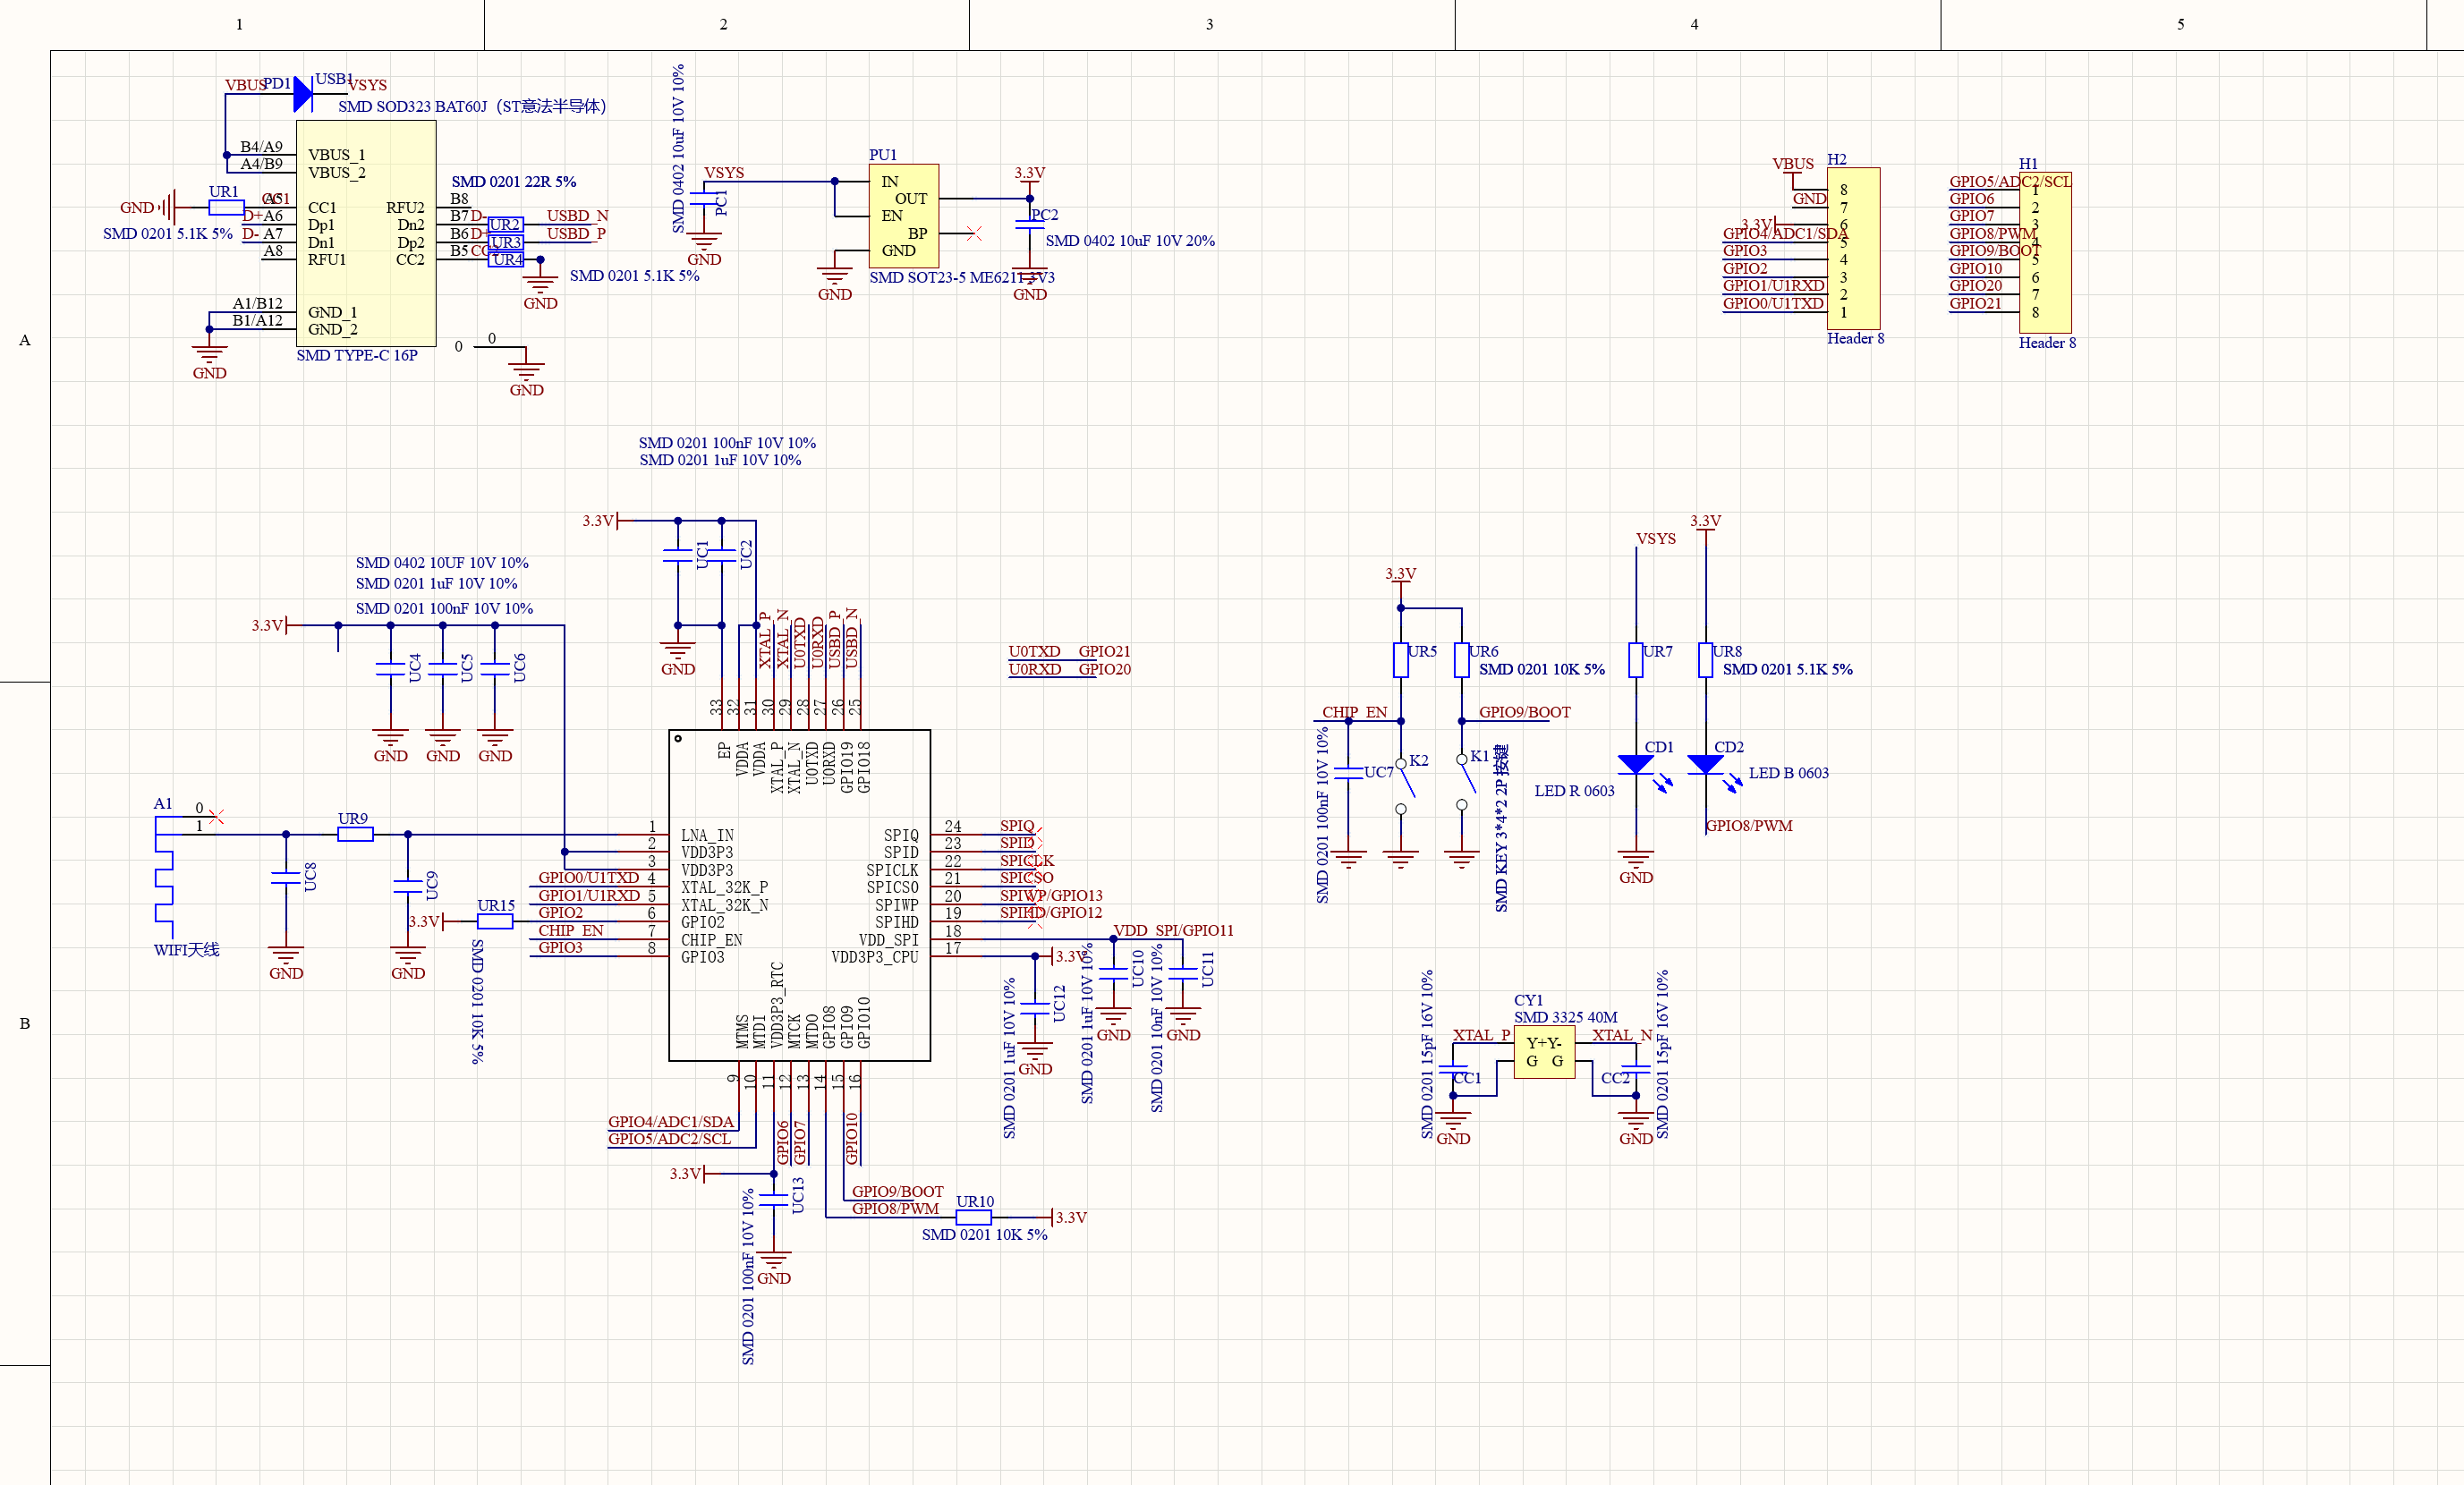 1
2
3
4
5
A
B
VBUS
PD1
USB1
VSYS
SMD SOD323 BAT60J（ST意法半导体）
B4/A9
A4/B9
VBUS_1
VBUS_2
GND
UR1
CC1
A5
D+
A6
D-
A7
A8
SMD 0201 5.1K 5%
CC1
Dp1
Dn1
RFU1
RFU2
Dn2
Dp2
CC2
SMD 0201 22R 5%
B8
B7
D-
B6
D+
B5
CC2
UR2
UR3
UR4
USBD_N
USBD_P
SMD 0201 5.1K 5%
GND
A1/B12
B1/A12
GND_1
GND_2
GND
SMD TYPE-C 16P
0
0
GND
SMD 0402 10uF 10V 10%
VSYS
PC1
GND
PU1
IN
OUT
EN
BP
GND
GND
SMD SOT23-5 ME6211 3V3
3.3V
PC2
SMD 0402 10uF 10V 20%
GND
H2
VBUS
GND
3.3V
GPIO4/ADC1/SDA
GPIO3
GPIO2
GPIO1/U1RXD
GPIO0/U1TXD
8
7
6
5
4
3
2
1
Header 8
H1
GPIO5/ADC2/SCL
GPIO6
GPIO7
GPIO8/PWM
GPIO9/BOOT
GPIO10
GPIO20
GPIO21
1
2
3
4
5
6
7
8
Header 8
SMD 0201 100nF 10V 10%
SMD 0201 1uF 10V 10%
3.3V
UC1
UC2
GND
SMD 0402 10UF 10V 10%
SMD 0201 1uF 10V 10%
SMD 0201 100nF 10V 10%
3.3V
UC4
UC5
UC6
GND
GND
GND
XTAL_P
XTAL_N
U0TXD
U0RXD
USBD_P
USBD_N
33
32
31
30
29
28
27
26
25
EP
VDDA
VDDA
XTAL_P
XTAL_N
U0TXD
U0RXD
GPIO19
GPIO18
U0TXD
GPIO21
U0RXD
GPIO20
A1
0
1
WIFI天线
UR9
UC8
UC9
GND
GND
3.3V
UR15
SMD 0201 10K 5%
GPIO0/U1TXD
GPIO1/U1RXD
GPIO2
CHIP_EN
GPIO3
1
2
3
4
5
6
7
8
LNA_IN
VDD3P3
VDD3P3
XTAL_32K_P
XTAL_32K_N
GPIO2
CHIP_EN
GPIO3
SPIQ
SPID
SPICLK
SPICS0
SPIWP
SPIHD
VDD_SPI
VDD3P3_CPU
24
23
22
21
20
19
18
17
SPIQ
SPID
SPICLK
SPICSO
SPIWP/GPIO13
SPIHD/GPIO12
VDD_SPI/GPIO11
3.3V
UC12
UC10
UC11
SMD 0201 1uF 10V 10%
SMD 0201 1uF 10V 10%
SMD 0201 10nF 10V 10%
GND
GND
GND
MTMS
MTDI
VDD3P3_RTC
MTCK
MTDO
GPIO8
GPIO9
GPIO10
9
10
11
12
13
14
15
16
GPIO4/ADC1/SDA
GPIO5/ADC2/SCL
GPIO6
GPIO7
GPIO10
3.3V
UC13
SMD 0201 100nF 10V 10%
GND
GPIO9/BOOT
GPIO8/PWM
UR10
SMD 0201 10K 5%
3.3V
3.3V
UR5
UR6
SMD 0201 10K 5%
CHIP_EN
GPIO9/BOOT
SMD 0201 100nF 10V 10%
UC7
K2
K1
SMD KEY 3*4*2 2P 按键
VSYS
3.3V
UR7
UR8
SMD 0201 5.1K 5%
CD1
CD2
LED R 0603
LED B 0603
GPIO8/PWM
GND
SMD 0201 15pF 16V 10%
CY1
SMD 3325 40M
XTAL_P
XTAL_N
Y+
Y-
G
G
CC1
CC2
GND
GND
SMD 0201 15pF 16V 10%